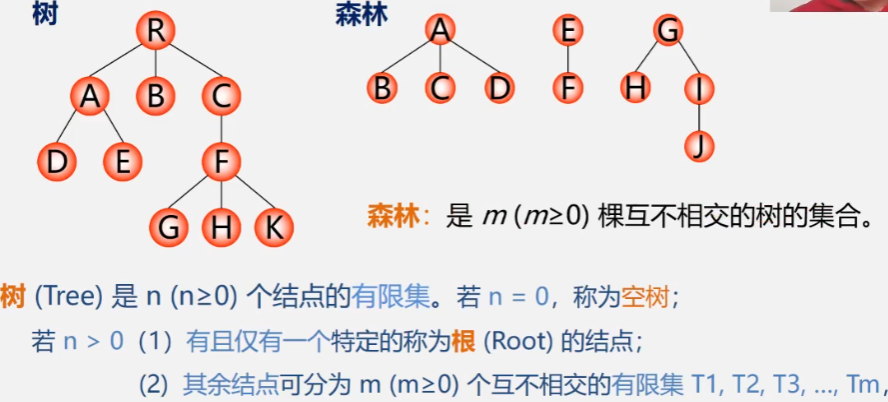 树
森林
R
A B C
D E F
G H K
A E G
B C D F H I
J
森林：是 m (m≥0) 棵互不相交的树的集合。
树 (Tree) 是 n (n≥0) 个结点的有限集。若 n = 0，称为空树；
若 n > 0（1）有且仅有一个特定的称为根 (Root) 的结点；
(2) 其余结点可分为 m (m≥0) 个互不相交的有限集 T1, T2, T3, ..., Tm,